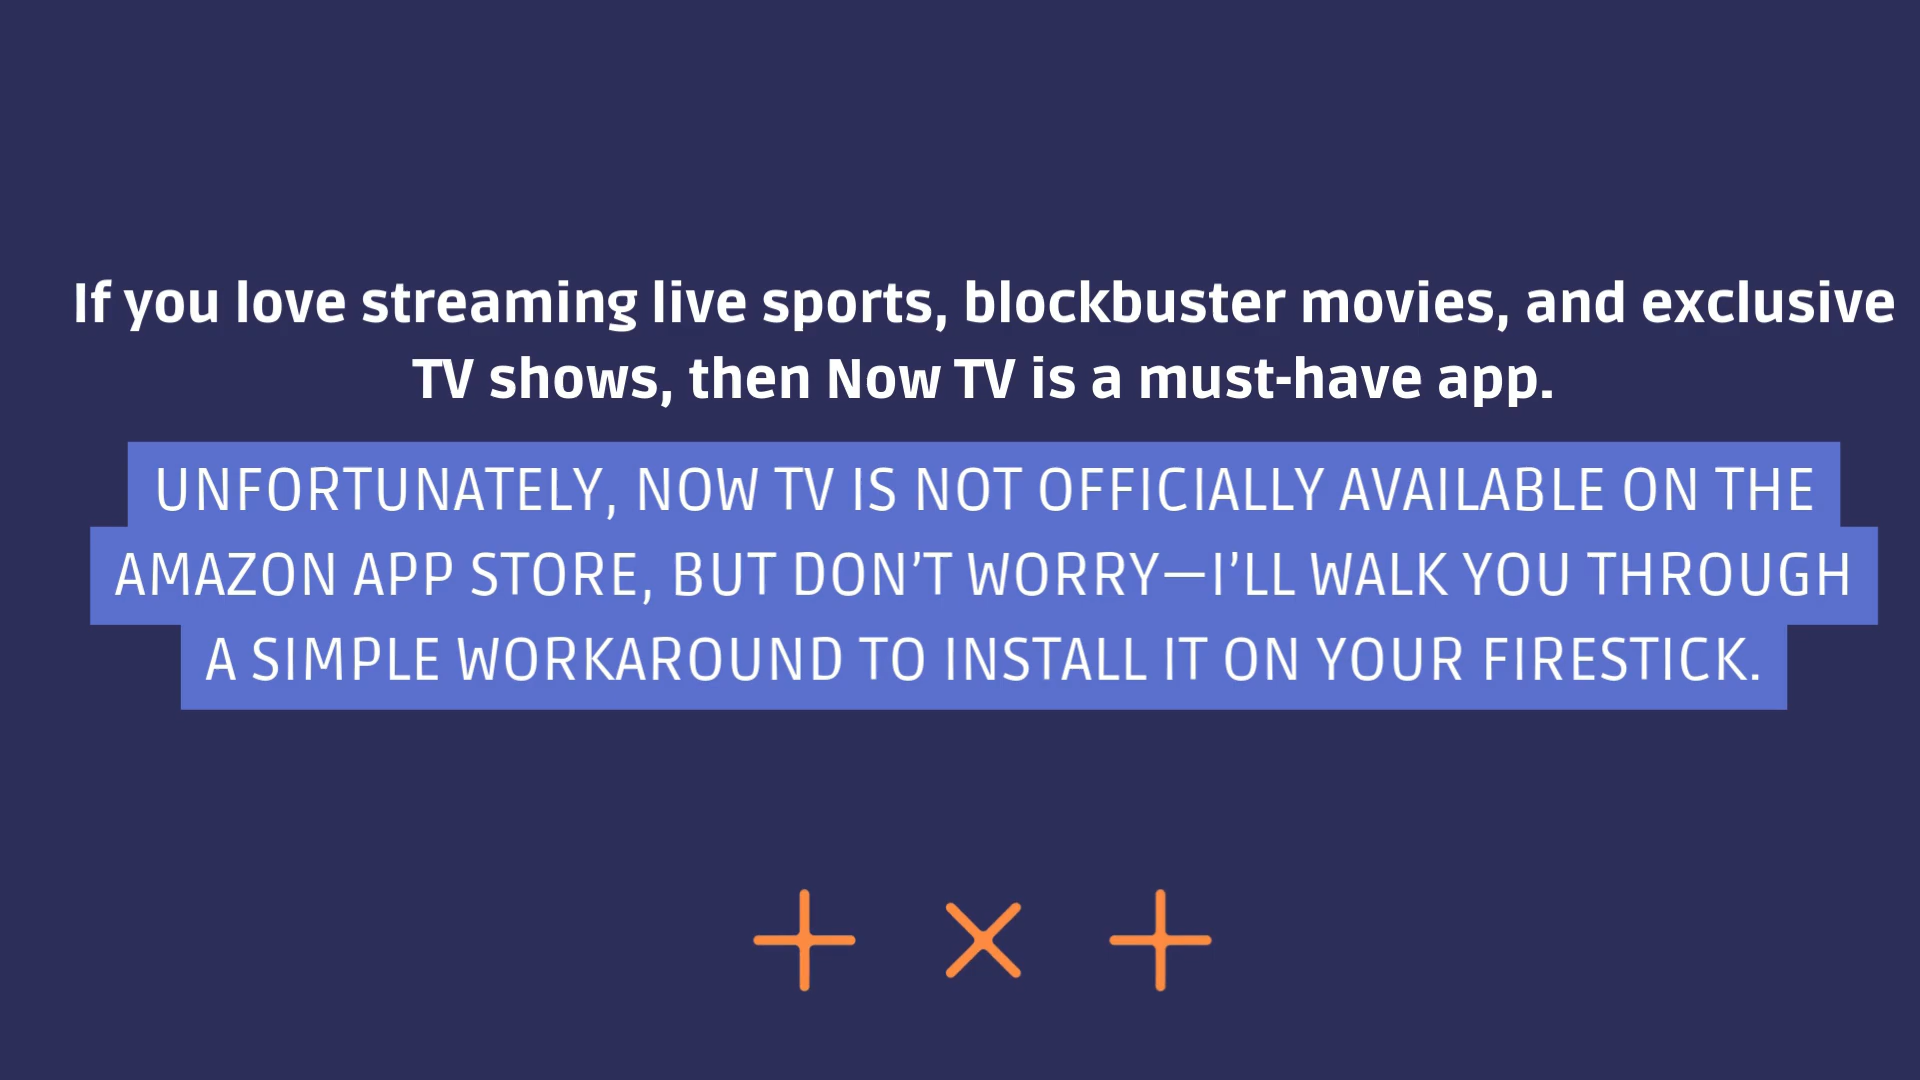 If you love streaming live sports, blockbuster movies, and exclusive
TV shows, then Now TV is a must-have app.
UNFORTUNATELY, NOW TV IS NOT OFFICIALLY AVAILABLE ON THE
AMAZON APP STORE, BUT DON’T WORRY—I’LL WALK YOU THROUGH
A SIMPLE WORKAROUND TO INSTALL IT ON YOUR FIRESTICK.